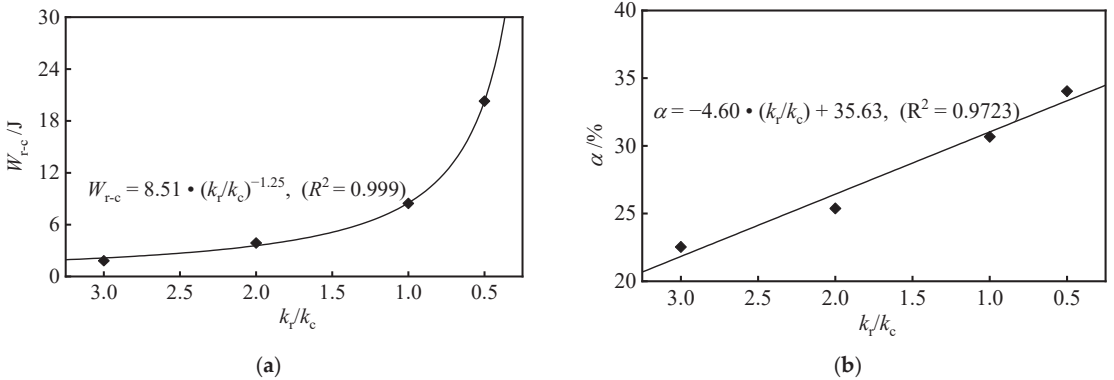 30
24
18
12
6
0
W_r-c /J
W_r-c = 8.51 • (k_r/k_c)^−1.25, (R² = 0.999)
3.0 2.5 2.0 1.5 1.0 0.5
k_r/k_c
(a)
40
35
30
25
20
α /%
α = −4.60 • (k_r/k_c) + 35.63, (R² = 0.9723)
3.0 2.5 2.0 1.5 1.0 0.5
k_r/k_c
(b)